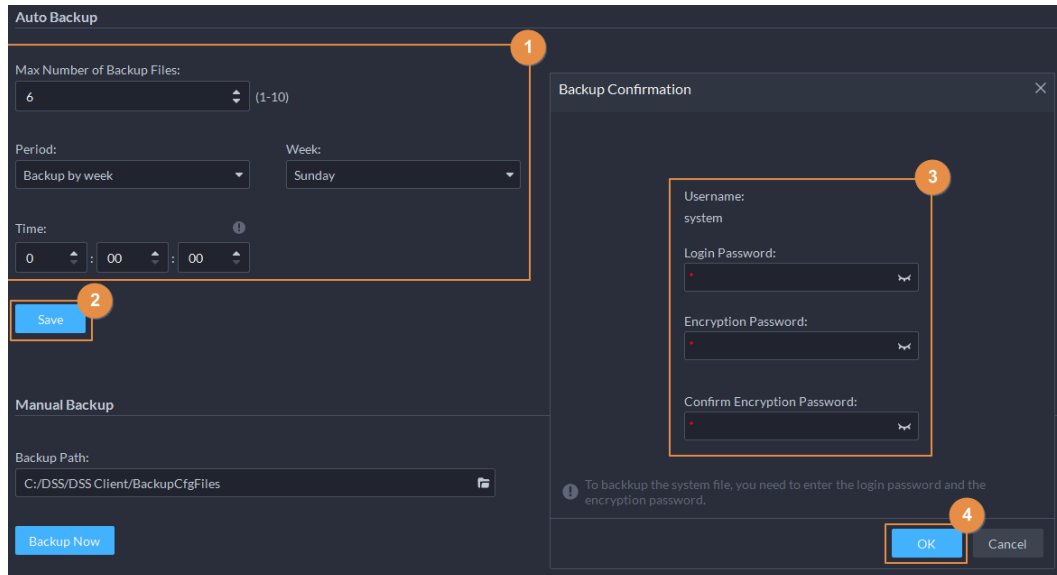 Auto Backup
1
Max Number of Backup Files:
6 (1-10)
Period: Week:
Backup by week Sunday
Time:
0 : 00 : 00
2
Save
Manual Backup
Backup Path:
C:/DSS/DSS Client/BackupCfgFiles
Backup Now
Backup Confirmation
3
Username:
system
Login Password:
*
Encryption Password:
*
Confirm Encryption Password:
*
To backkup the system file, you need to enter the login password and the
encryption password.
4
OK Cancel